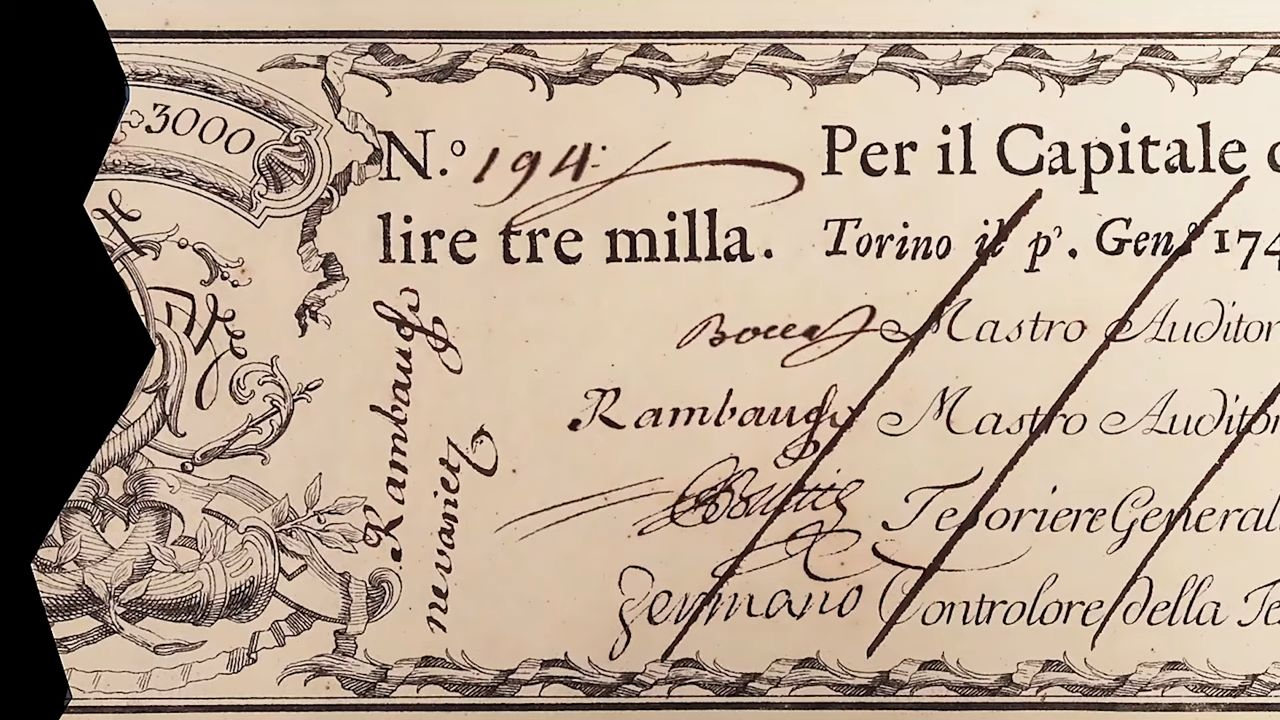 3000
N.º 194: Per il Capitale
lire tre milla. Torino il p'. Gen.º 174
Mastro Auditor
Rambaud Mastro Auditor
Tesoriere General
Germano Controlore della Te
Rambaud